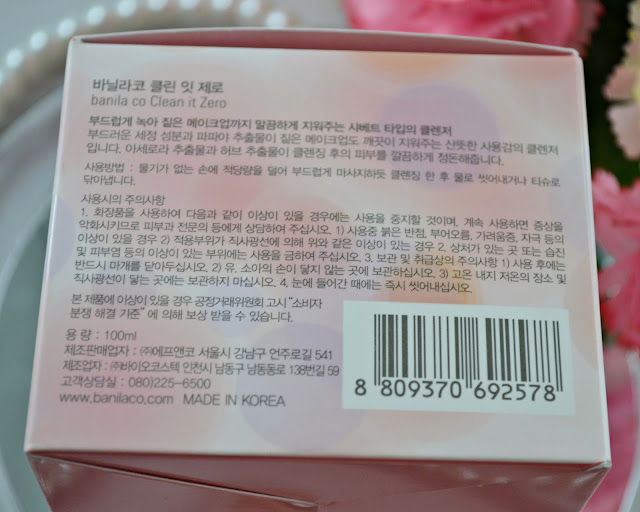 바닐라코 클린 잇 제로
banila co Clean it Zero
부드럽게 녹아 짙은 메이크업까지 말끔하게 지워주는 샤베트 타입의 클렌저
부드러운 세정 성분과 파파야 추출물이 짙은 메이크업도 깨끗이 지워주는 산뜻한 사용감의 클렌저
입니다. 아세로라 추출물과 허브 추출물이 클렌징 후의 피부를 깔끔하게 정돈해줍니다.
사용방법 : 물기가 없는 손에 적당량을 덜어 부드럽게 마사지하듯 클렌징 한 후 물로 씻어내거나 티슈로
닦아냅니다.
사용시의 주의사항
1. 화장품을 사용하여 다음과 같이 이상이 있을 경우에는 사용을 중지할 것이며, 계속 사용하면 증상을
악화시키므로 피부과 전문의 등에게 상담하여 주십시오. 1) 사용중 붉은 반점, 부어오름, 가려움증, 자극 등의
이상이 있을 경우 2) 적용부위가 직사광선에 의해 위와 같은 이상이 있는 경우 2. 상처가 있는 곳 또는 습진
및 피부염 등의 이상이 있는 부위에는 사용을 금하여 주십시오. 3. 보관 및 취급상의 주의사항 1) 사용 후에는
반드시 마개를 닫아두십시오. 2) 유, 소아의 손이 닿지 않는 곳에 보관하십시오. 3) 고온 내지 저온의 장소 및
직사광선이 닿는 곳에는 보관하지 마십시오. 4. 눈에 들어간 때에는 즉시 씻어내십시오.
본 제품에 이상이 있을 경우 공정거래위원회 고시 "소비자
분쟁 해결 기준" 에 의해 보상 받을 수 있습니다.
용 량 : 100ml
제조판매업자 : (주)에프앤코 서울시 강남구 언주로길 541
제조업자 : (주)바이오코스텍 인천시 남동구 남동동로 138번길 59
고객상담실 : 080)225-6500
www.banilaco.com MADE IN KOREA
8 809370 692578